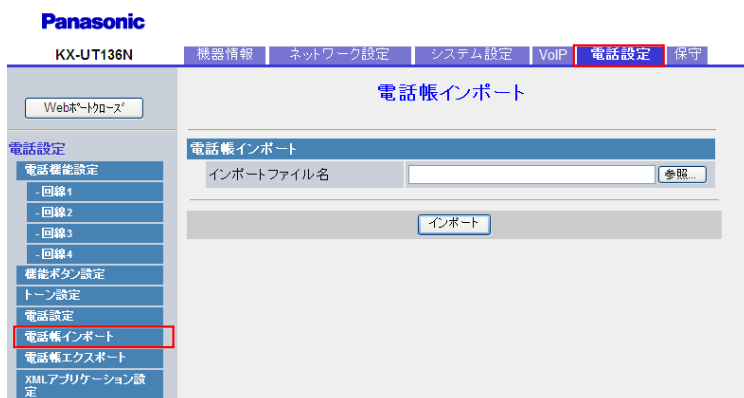 Panasonic
KX-UT136N
機器情報 ネットワーク設定 システム設定 VoIP 電話設定 保守
Webﾎﾟｰﾄｸﾛｰｽﾞ
電話帳インポート
電話設定
電話機能設定
- 回線1
- 回線2
- 回線3
- 回線4
機能ボタン設定
トーン設定
電話設定
電話帳インポート
電話帳エクスポート
XMLアプリケーション設
定
電話帳インポート
インポートファイル名 参照...
インポート